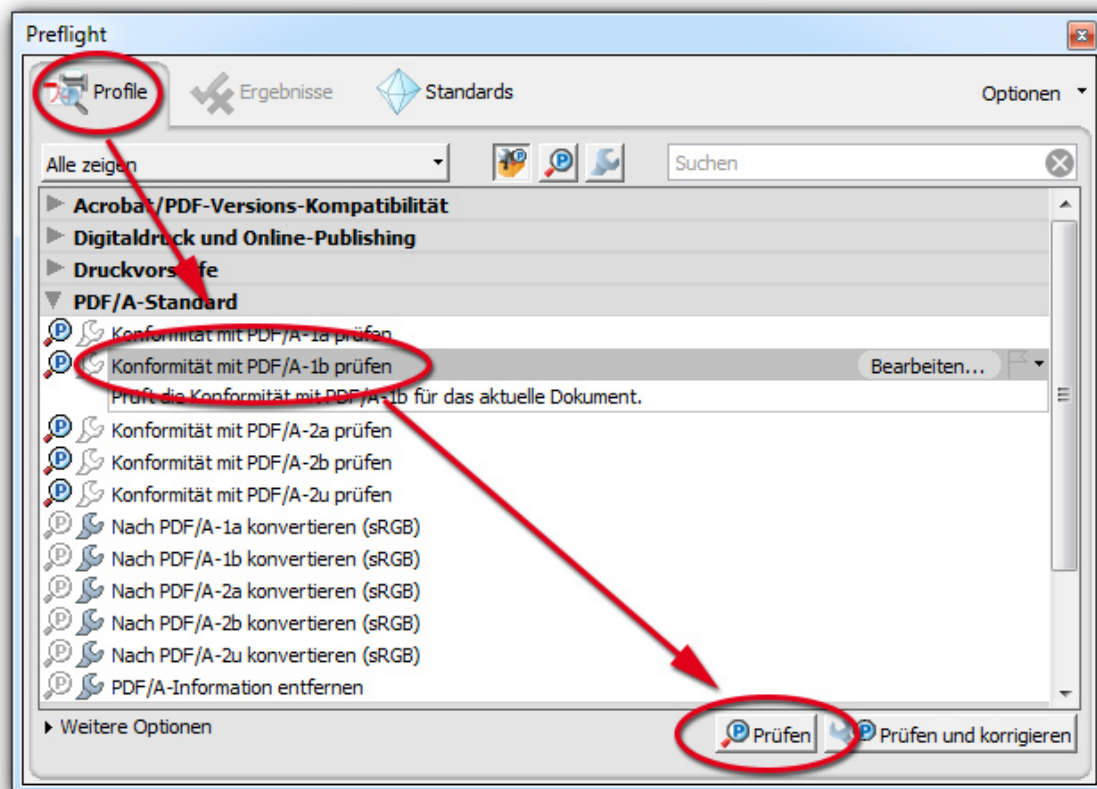 Preflight
Profile
Ergebnisse
Standards
Optionen
Alle zeigen
Suchen
Acrobat/PDF-Versions-Kompatibilität
Digitaldruck und Online-Publishing
Druckvorstufe
PDF/A-Standard
Konformität mit PDF/A-1a prüfen
Konformität mit PDF/A-1b prüfen
Bearbeiten...
Prüft die Konformität mit PDF/A-1b für das aktuelle Dokument.
Konformität mit PDF/A-2a prüfen
Konformität mit PDF/A-2b prüfen
Konformität mit PDF/A-2u prüfen
Nach PDF/A-1a konvertieren (sRGB)
Nach PDF/A-1b konvertieren (sRGB)
Nach PDF/A-2a konvertieren (sRGB)
Nach PDF/A-2b konvertieren (sRGB)
Nach PDF/A-2u konvertieren (sRGB)
PDF/A-Information entfernen
Weitere Optionen
Prüfen
Prüfen und korrigieren